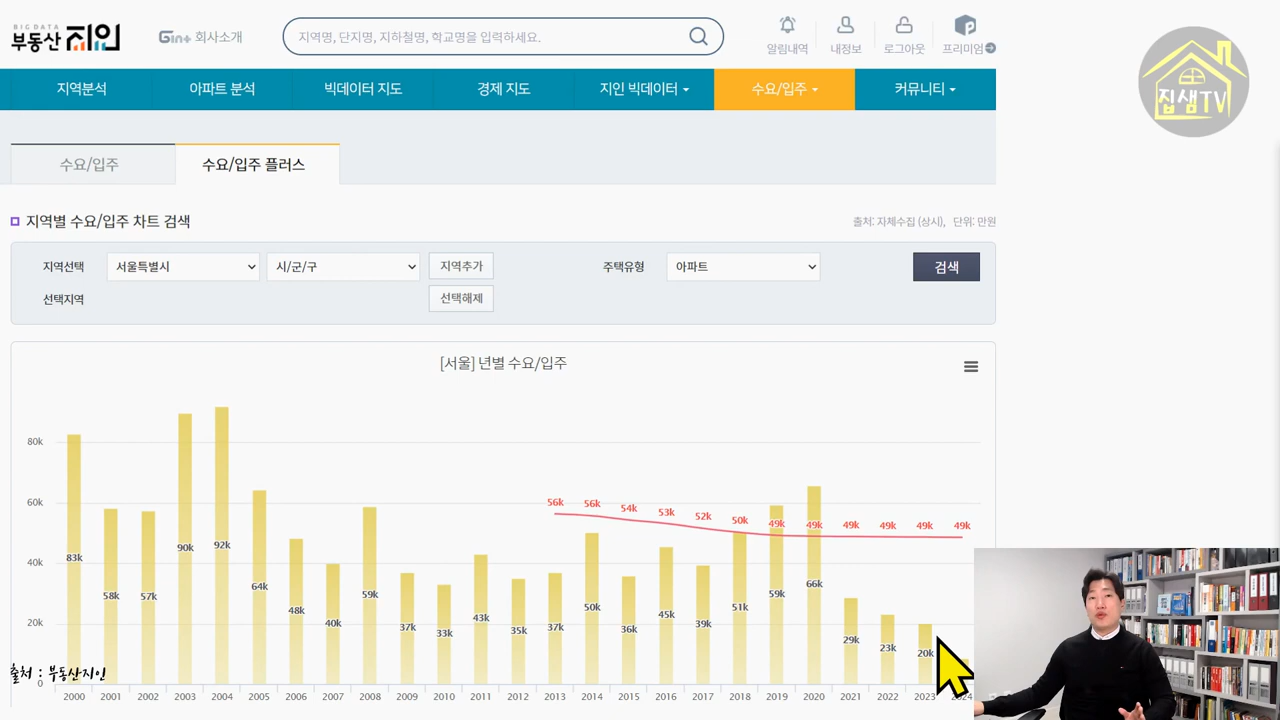 BIG DATA
부동산 지인
Gin+ 회사소개
지역명, 단지명, 지하철명, 학교명을 입력하세요.
알림내역
내정보
로그아웃
프리미엄
집샘TV
지역분석
아파트 분석
빅데이터 지도
경제 지도
지인 빅데이터
수요/입주
커뮤니티
수요/입주
수요/입주 플러스
지역별 수요/입주 차트 검색
출처: 자체수집 (상시), 단위: 만원
지역선택
서울특별시
시/군/구
지역추가
주택유형
아파트
검색
선택지역
선택해제
[서울] 년별 수요/입주
80k
60k
40k
20k
0
56k 56k 54k 53k 52k 50k 49k 49k 49k 49k 49k 49k
83k 58k 57k 90k 92k 64k 48k 40k 59k 37k 33k 43k 35k 37k 50k 36k 45k 39k 51k 59k 66k 29k 23k 20k
출처 : 부동산지인
2000 2001 2002 2003 2004 2005 2006 2007 2008 2009 2010 2011 2012 2013 2014 2015 2016 2017 2018 2019 2020 2021 2022 2023 2024